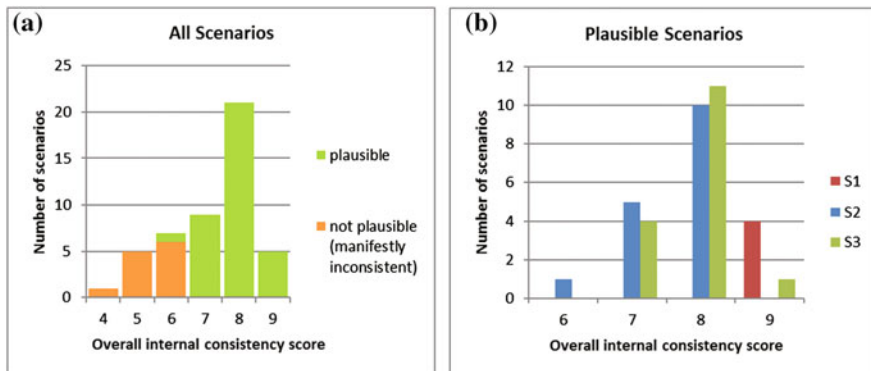 (a)
All Scenarios
Number of scenarios
25
20
15
10
5
0
4 5 6 7 8 9
Overall internal consistency score
plausible
not plausible
(manifestly
inconsistent)
(b)
Plausible Scenarios
Number of scenarios
12
10
8
6
4
2
0
6 7 8 9
Overall internal consistency score
S1
S2
S3